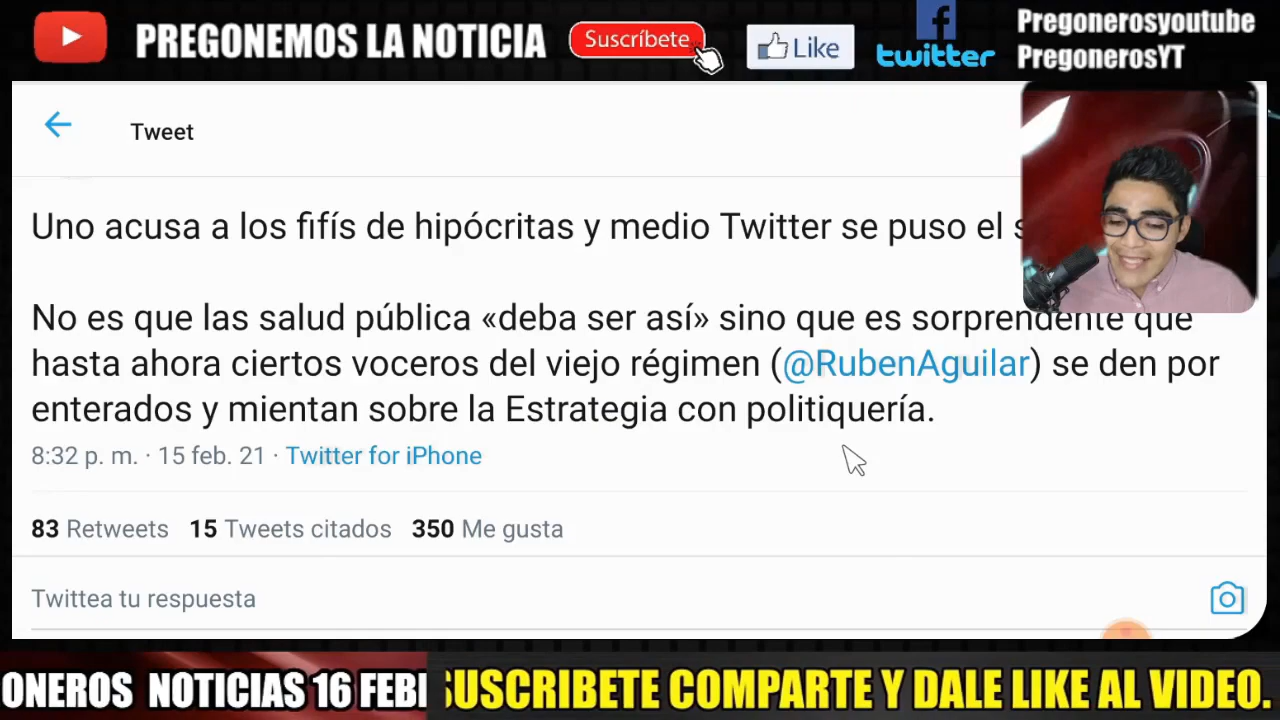 PREGONEMOS LA NOTICIA
Suscríbete
Like
twitter
Pregonerosyoutube
PregonerosYT
Tweet
Uno acusa a los fifís de hipócritas y medio Twitter se puso el
No es que las salud pública «deba ser así» sino que es sorprendente que
hasta ahora ciertos voceros del viejo régimen (@RubenAguilar) se den por
enterados y mientan sobre la Estrategia con politiquería.
8:32 p. m. · 15 feb. 21 · Twitter for iPhone
83 Retweets 15 Tweets citados 350 Me gusta
Twittea tu respuesta
ONEROS NOTICIAS 16 FEB
SUSCRIBETE COMPARTE Y DALE LIKE AL VIDEO.